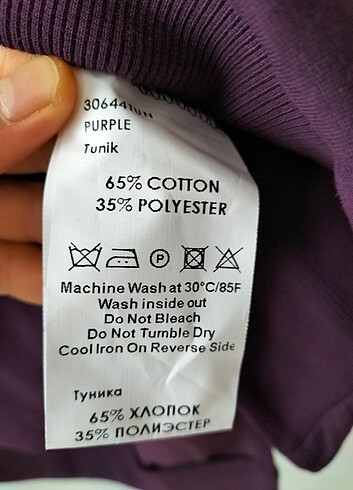 PURPLE
Tunik
65% COTTON
35% POLYESTER
P
Machine Wash at 30°C/85F
Wash inside out
Do Not Bleach
Do Not Tumble Dry
Cool Iron On Reverse Side
Туника
65% ХЛОПОК
35% ПОЛИЭСТЕР